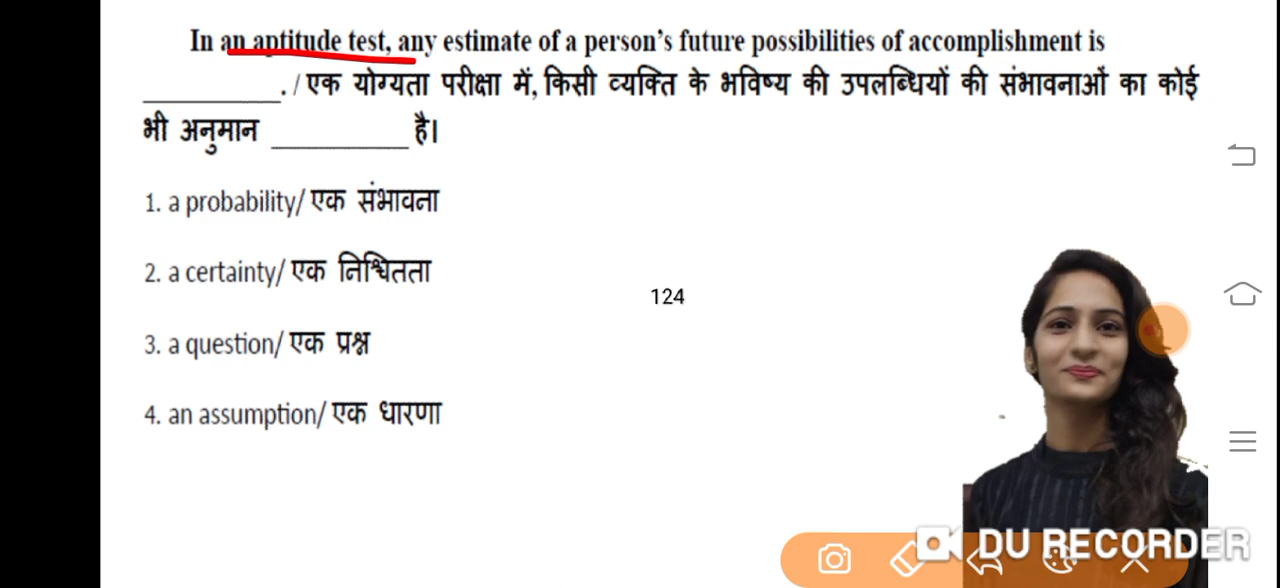 In an aptitude test, any estimate of a person's future possibilities of accomplishment is
__________. / एक योग्यता परीक्षा में, किसी व्यक्ति के भविष्य की उपलब्धियों की संभावनाओं का कोई
भी अनुमान __________ है।
1. a probability/ एक संभावना
2. a certainty/ एक निश्चितता
124
3. a question/ एक प्रश्न
4. an assumption/ एक धारणा
DU RECORDER